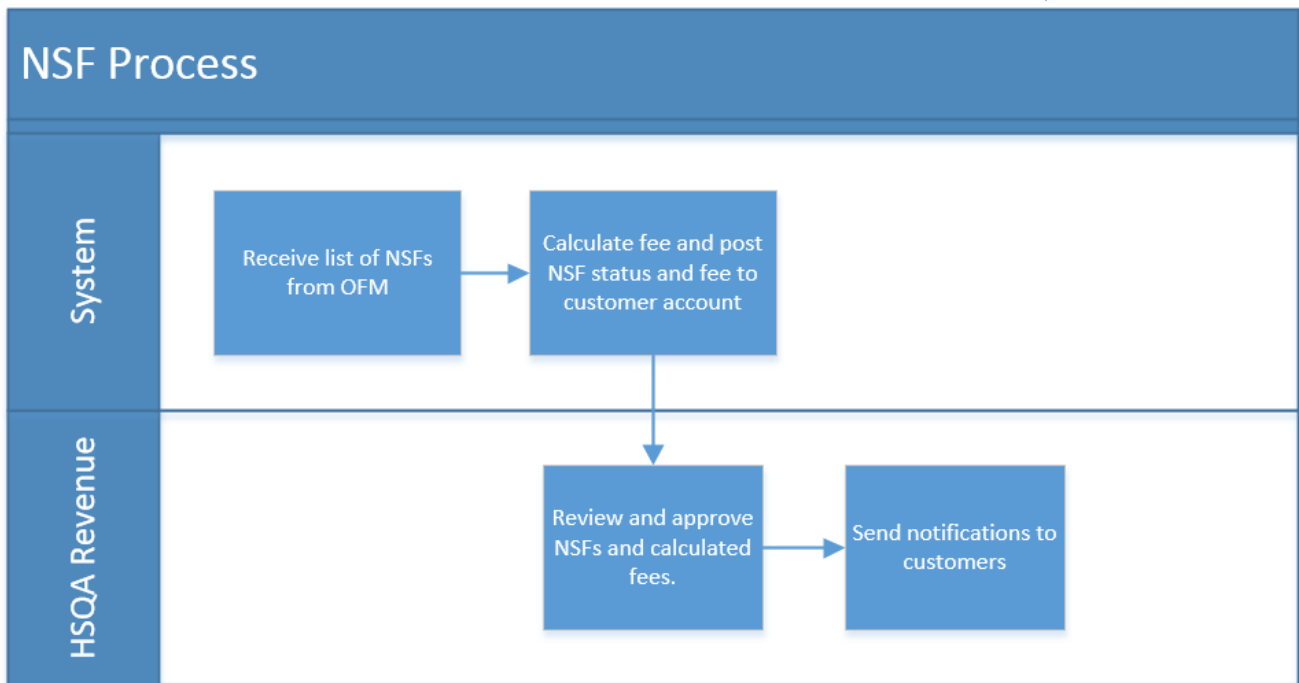 NSF Process
System
Receive list of NSFs
from OFM
Calculate fee and post
NSF status and fee to
customer account
HSQA Revenue
Review and approve
NSFs and calculated
fees.
Send notifications to
customers